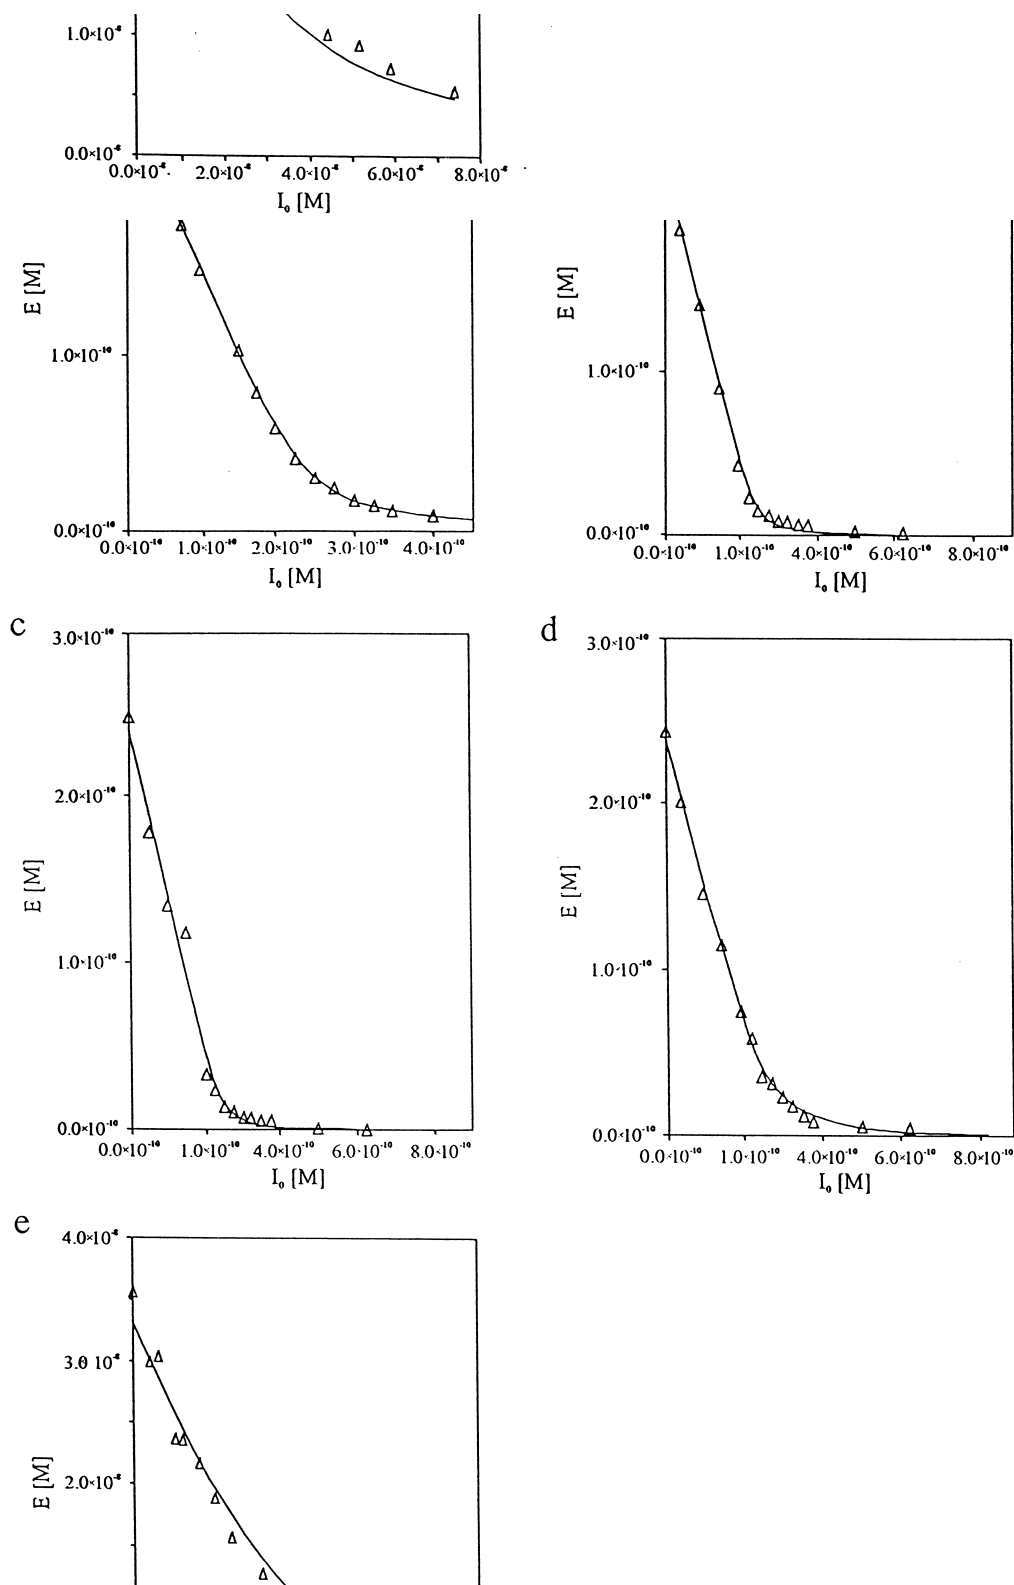 1.0×10⁻⁸
0.0×10⁻⁸
0.0×10⁻⁸ 2.0×10⁻⁸ 4.0×10⁻⁸ 6.0×10⁻⁸ 8.0×10⁻⁸
I₀ [M]
E [M]
1.0×10⁻¹⁰
0.0×10⁻¹⁰
0.0×10⁻¹⁰ 1.0×10⁻¹⁰ 2.0×10⁻¹⁰ 3.0×10⁻¹⁰ 4.0×10⁻¹⁰
I₀ [M]
E [M]
1.0×10⁻¹⁰
0.0×10⁻¹⁰
0.0×10⁻¹⁰ 1.0×10⁻¹⁰ 4.0×10⁻¹⁰ 6.0×10⁻¹⁰ 8.0×10⁻¹⁰
I₀ [M]
c
3.0×10⁻¹⁰
2.0×10⁻¹⁰
E [M]
1.0×10⁻¹⁰
0.0×10⁻¹⁰
0.0×10⁻¹⁰ 1.0×10⁻¹⁰ 4.0×10⁻¹⁰ 6.0×10⁻¹⁰ 8.0×10⁻¹⁰
I₀ [M]
d
3.0×10⁻¹⁰
2.0×10⁻¹⁰
E [M]
1.0×10⁻¹⁰
0.0×10⁻¹⁰
0.0×10⁻¹⁰ 1.0×10⁻¹⁰ 4.0×10⁻¹⁰ 6.0×10⁻¹⁰ 8.0×10⁻¹⁰
I₀ [M]
e
4.0×10⁻⁸
3.0 10⁻⁸
E [M]
2.0×10⁻⁸